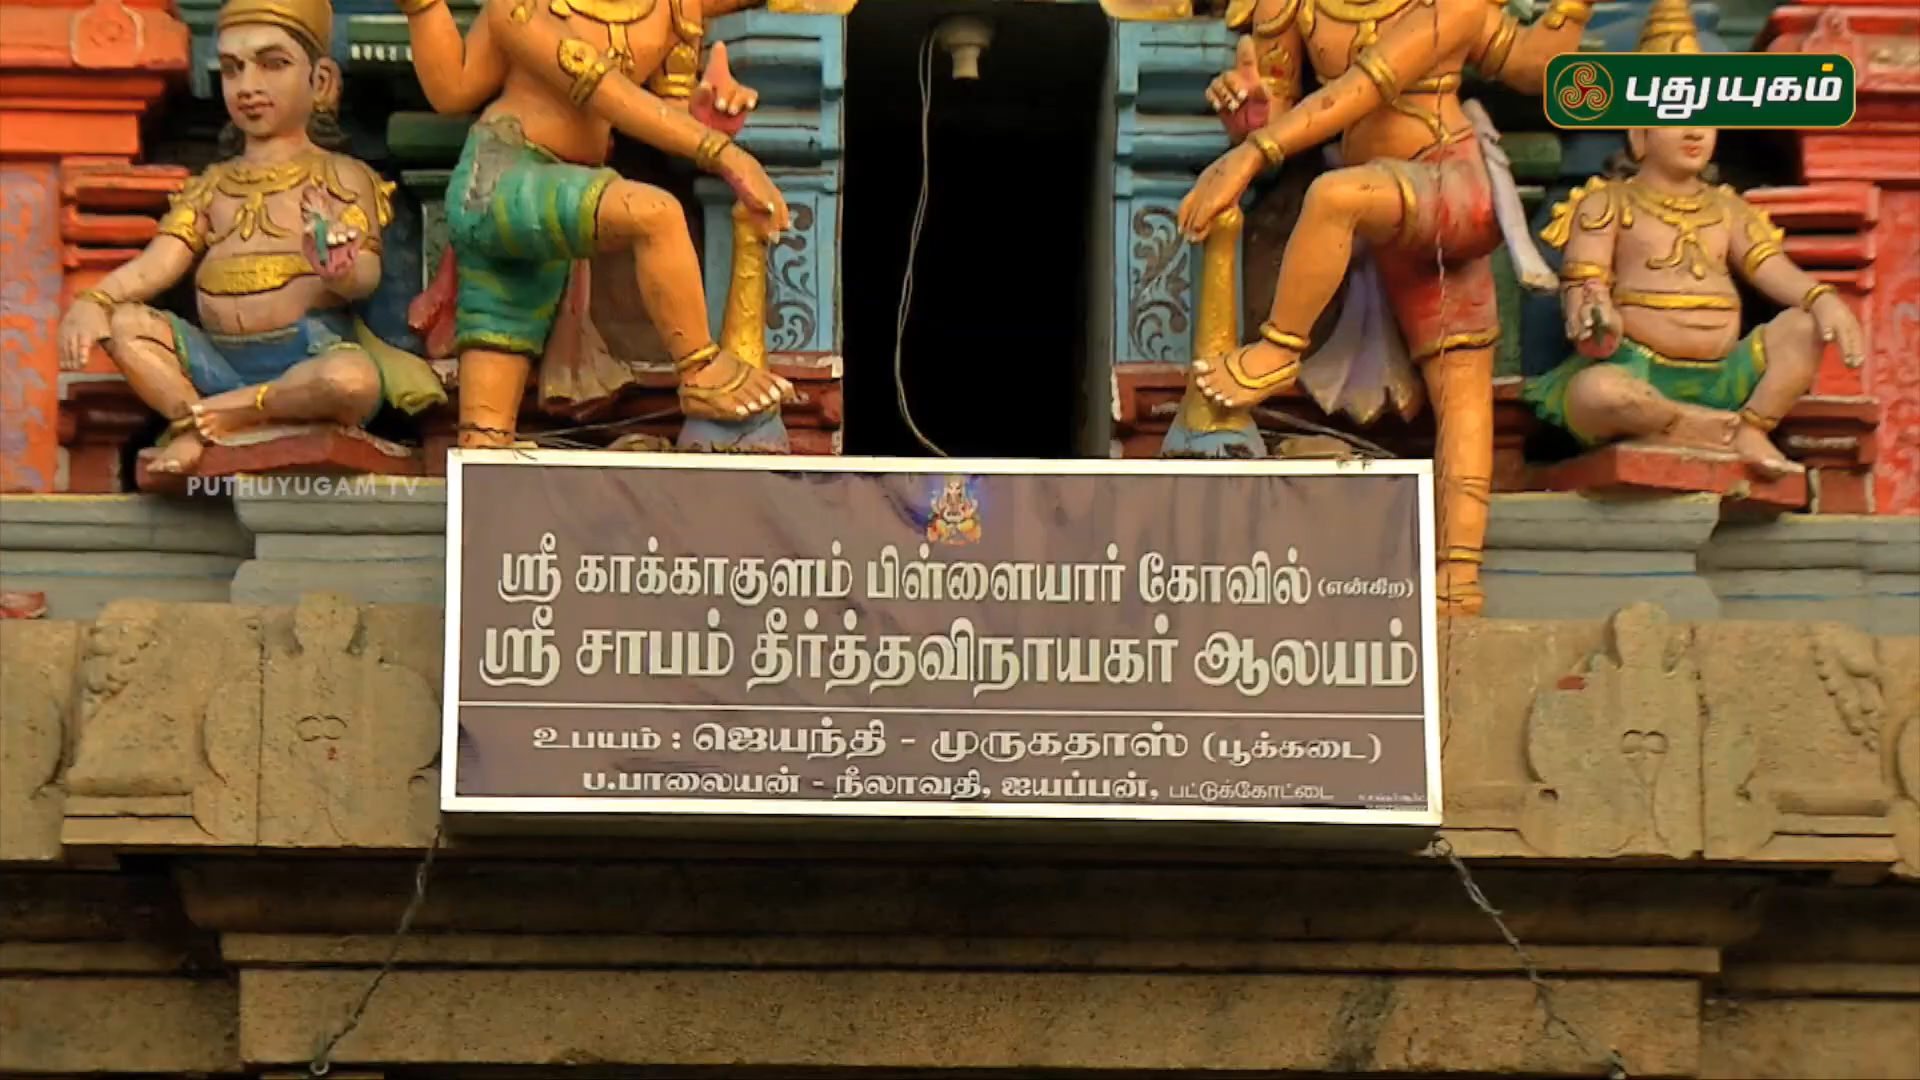 புதுயுகம்
PUTHUYUGAM TV
ஸ்ரீ காக்காகுளம் பிள்ளையார் கோவில் (என்கிற)
ஸ்ரீ சாபம் தீர்த்தவிநாயகர் ஆலயம்
உபயம் : ஜெயந்தி - முருகதாஸ் (பூக்கடை)
ப.பாலையன் - நீலாவதி, ஐயப்பன், பட்டுக்கோட்டை